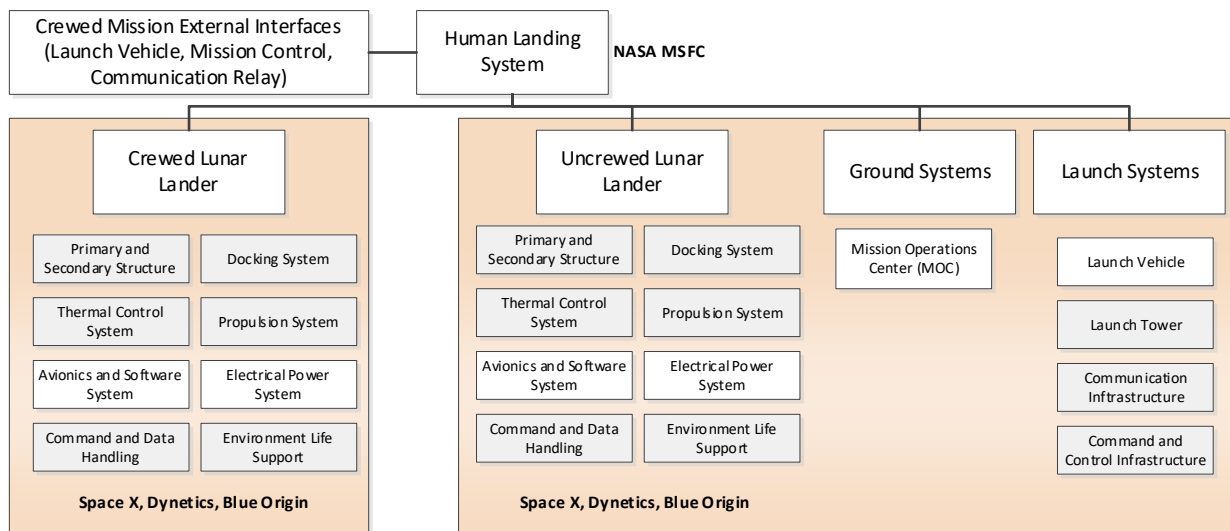 Crewed Mission External Interfaces
(Launch Vehicle, Mission Control,
Communication Relay)
Human Landing
System
NASA MSFC
Crewed Lunar
Lander
Primary and
Secondary Structure
Docking System
Thermal Control
System
Propulsion System
Avionics and Software
System
Electrical Power
System
Command and Data
Handling
Environment Life
Support
Space X, Dynetics, Blue Origin
Uncrewed Lunar
Lander
Primary and
Secondary Structure
Docking System
Thermal Control
System
Propulsion System
Avionics and Software
System
Electrical Power
System
Command and Data
Handling
Environment Life
Support
Space X, Dynetics, Blue Origin
Ground Systems
Mission Operations
Center (MOC)
Launch Systems
Launch Vehicle
Launch Tower
Communication
Inftrastructure
Command and
Control Infrastructure